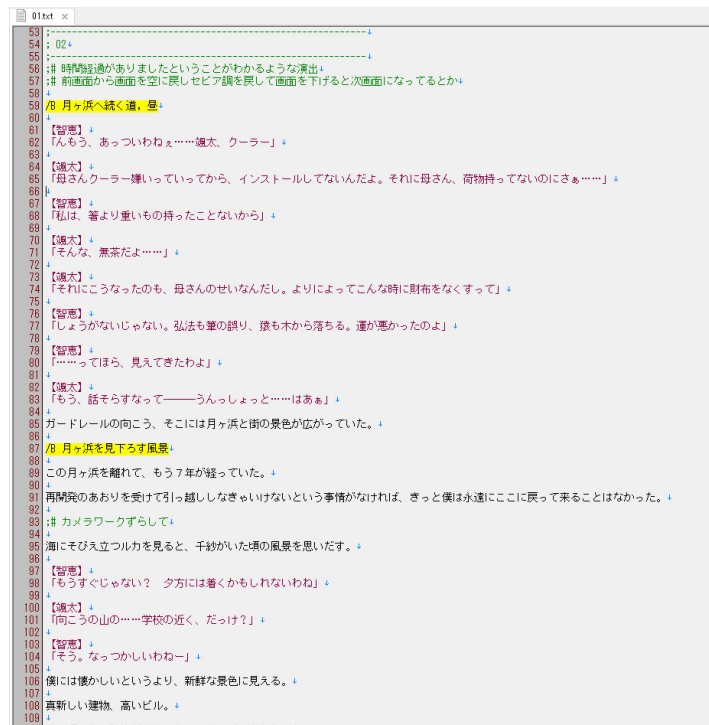 01.txt ×
53 ;----------------------------------------------------------------↓
54 ; 02↓
55 ;----------------------------------------------------------------↓
56 ;# 時間経過がありましたということがわかるような演出↓
57 ;# 前画面から画面を空に戻しセピア調を戻して画面を下げると次画面になってるとか↓
58 ↓
59 /B 月ヶ浜へ続く道，昼↓
60 ↓
61 【智恵】↓
62 「んもう、あっついわねぇ……颯太、クーラー」↓
63 ↓
64 【颯太】↓
65 「母さんクーラー嫌いっていってから、インストールしてないんだよ。それに母さん、荷物持ってないのにさぁ……」↓
66 ↓
67 【智恵】↓
68 「私は、箸より重いもの持ったことないから」↓
69 ↓
70 【颯太】↓
71 「そんな、無茶だよ……」↓
72 ↓
73 【颯太】↓
74 「それにこうなったのも、母さんのせいなんだし。よりによってこんな時に財布をなくすって」↓
75 ↓
76 【智恵】↓
77 「しょうがないじゃない。弘法も筆の誤り、猿も木から落ちる。運が悪かったのよ」↓
78 ↓
79 【智恵】↓
80 「……ってほら、見えてきたわよ」↓
81 ↓
82 【颯太】↓
83 「もう、話そらすなって―――うんっしょっと……はあぁ」↓
84 ↓
85 ガードレールの向こう、そこには月ヶ浜と街の景色が広がっていた。↓
86 ↓
87 /B 月ヶ浜を見下ろす風景↓
88 ↓
89 この月ヶ浜を離れて、もう７年が経っていた。↓
90 ↓
91 再開発のあおりを受けて引っ越ししなきゃいけないという事情がなければ、きっと僕は永遠にここに戻って来ることはなかった。↓
92 ↓
93 ;# カメラワークずらして↓
94 ↓
95 海にそびえ立つルカを見ると、千紗がいた頃の風景を思いだす。↓
96 ↓
97 【智恵】↓
98 「もうすぐじゃない？　夕方には着くかもしれないわね」↓
99 ↓
100 【颯太】↓
101 「向こうの山の……学校の近く、だっけ？」↓
102 ↓
103 【智恵】↓
104 「そう。なっつかしいわねー」↓
105 ↓
106 僕には懐かしいというより、新鮮な景色に見える。↓
107 ↓
108 真新しい建物、高いビル。↓
109 ↓